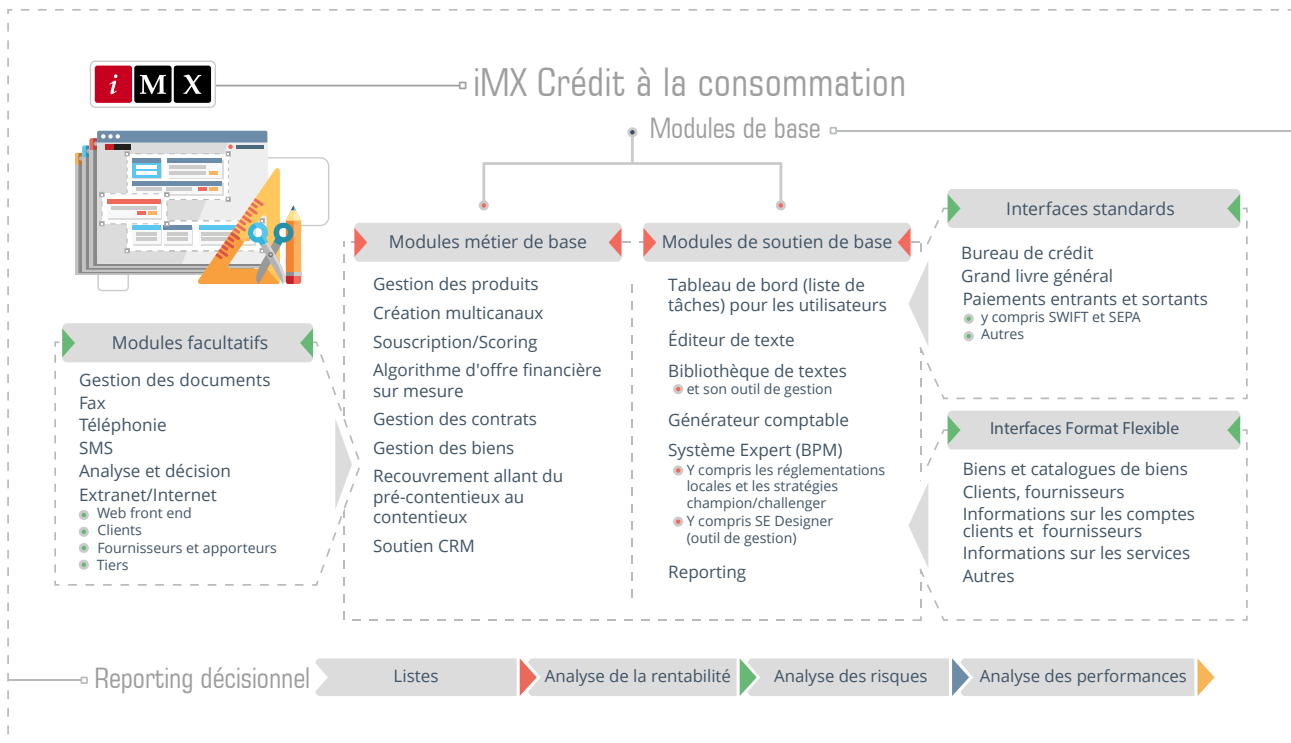 iMX
iMX Crédit à la consommation
Modules de base
Modules métier de base
Gestion des produits
Création multicanaux
Souscription/Scoring
Algorithme d'offre financière
sur mesure
Gestion des contrats
Gestion des biens
Recouvrement allant du
pré-contentieux au
contentieux
Soutien CRM
Modules de soutien de base
Tableau de bord (liste de
tâches) pour les utilisateurs
Éditeur de texte
Bibliothèque de textes
et son outil de gestion
Générateur comptable
Système Expert (BPM)
Y compris les réglementations
locales et les stratégies
champion/challenger
Y compris SE Designer
(outil de gestion)
Reporting
Interfaces standards
Bureau de crédit
Grand livre général
Paiements entrants et sortants
y compris SWIFT et SEPA
Autres
Interfaces Format Flexible
Biens et catalogues de biens
Clients, fournisseurs
Informations sur les comptes
clients et fournisseurs
Informations sur les services
Autres
Modules facultatifs
Gestion des documents
Fax
Téléphonie
SMS
Analyse et décision
Extranet/Internet
Web front end
Clients
Fournisseurs et apporteurs
Tiers
Reporting décisionnel
Listes
Analyse de la rentabilité
Analyse des risques
Analyse des performances